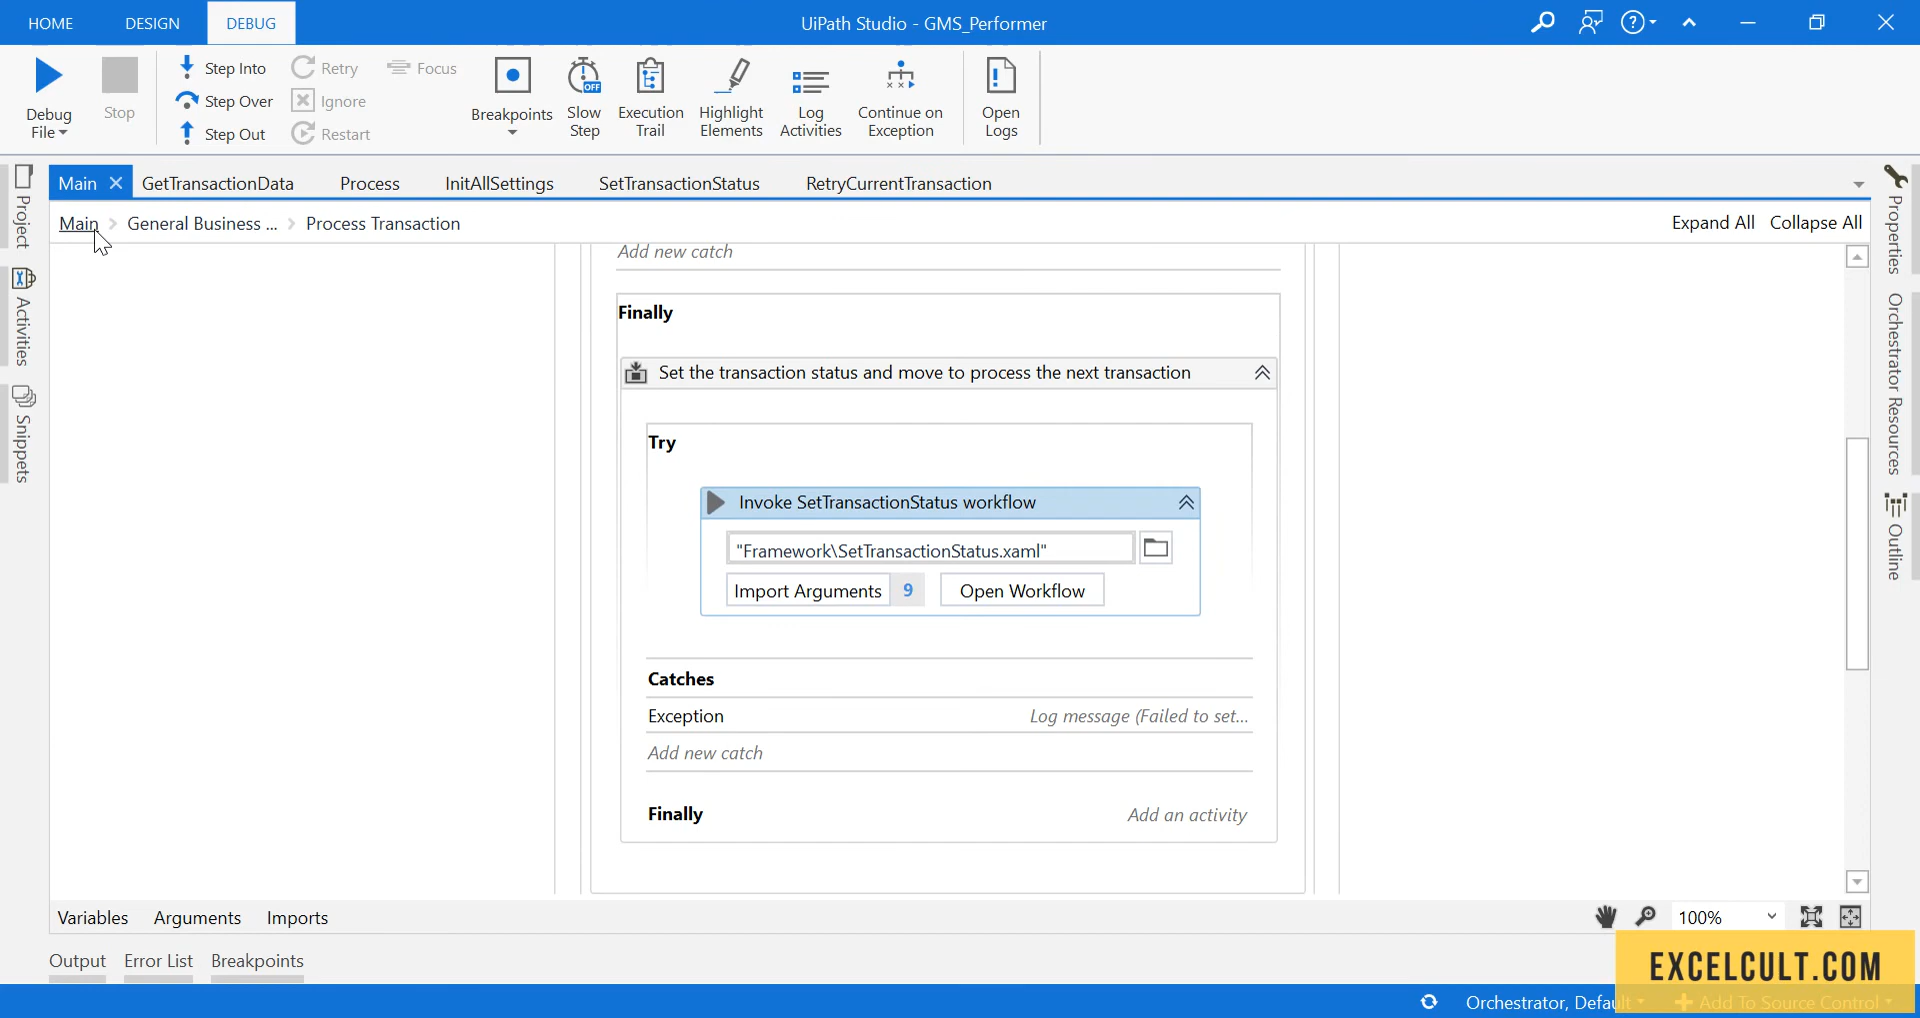 HOME DESIGN DEBUG UiPath Studio - GMS_Performer
Step Into Retry Focus
Step Over Ignore
Step Out Restart
Debug File
Stop
Breakpoints
Slow Step
OFF
Execution Trail
Highlight Elements
Log Activities
Continue on Exception
Open Logs
Main GetTransactionData Process InitAllSettings SetTransactionStatus RetryCurrentTransaction
Main General Business ... Process Transaction Expand All Collapse All
Project
Activities
Snippets
Properties
Orchestrator Resources
Outline
Add new catch
Finally
Set the transaction status and move to process the next transaction
Try
Invoke SetTransactionStatus workflow
"Framework\SetTransactionStatus.xaml"
Import Arguments 9 Open Workflow
Catches
Exception Log message (Failed to set...
Add new catch
Finally Add an activity
Variables Arguments Imports 100%
Output Error List Breakpoints
EXCELCULT.COM
Orchestrator, Default Add To Source Control